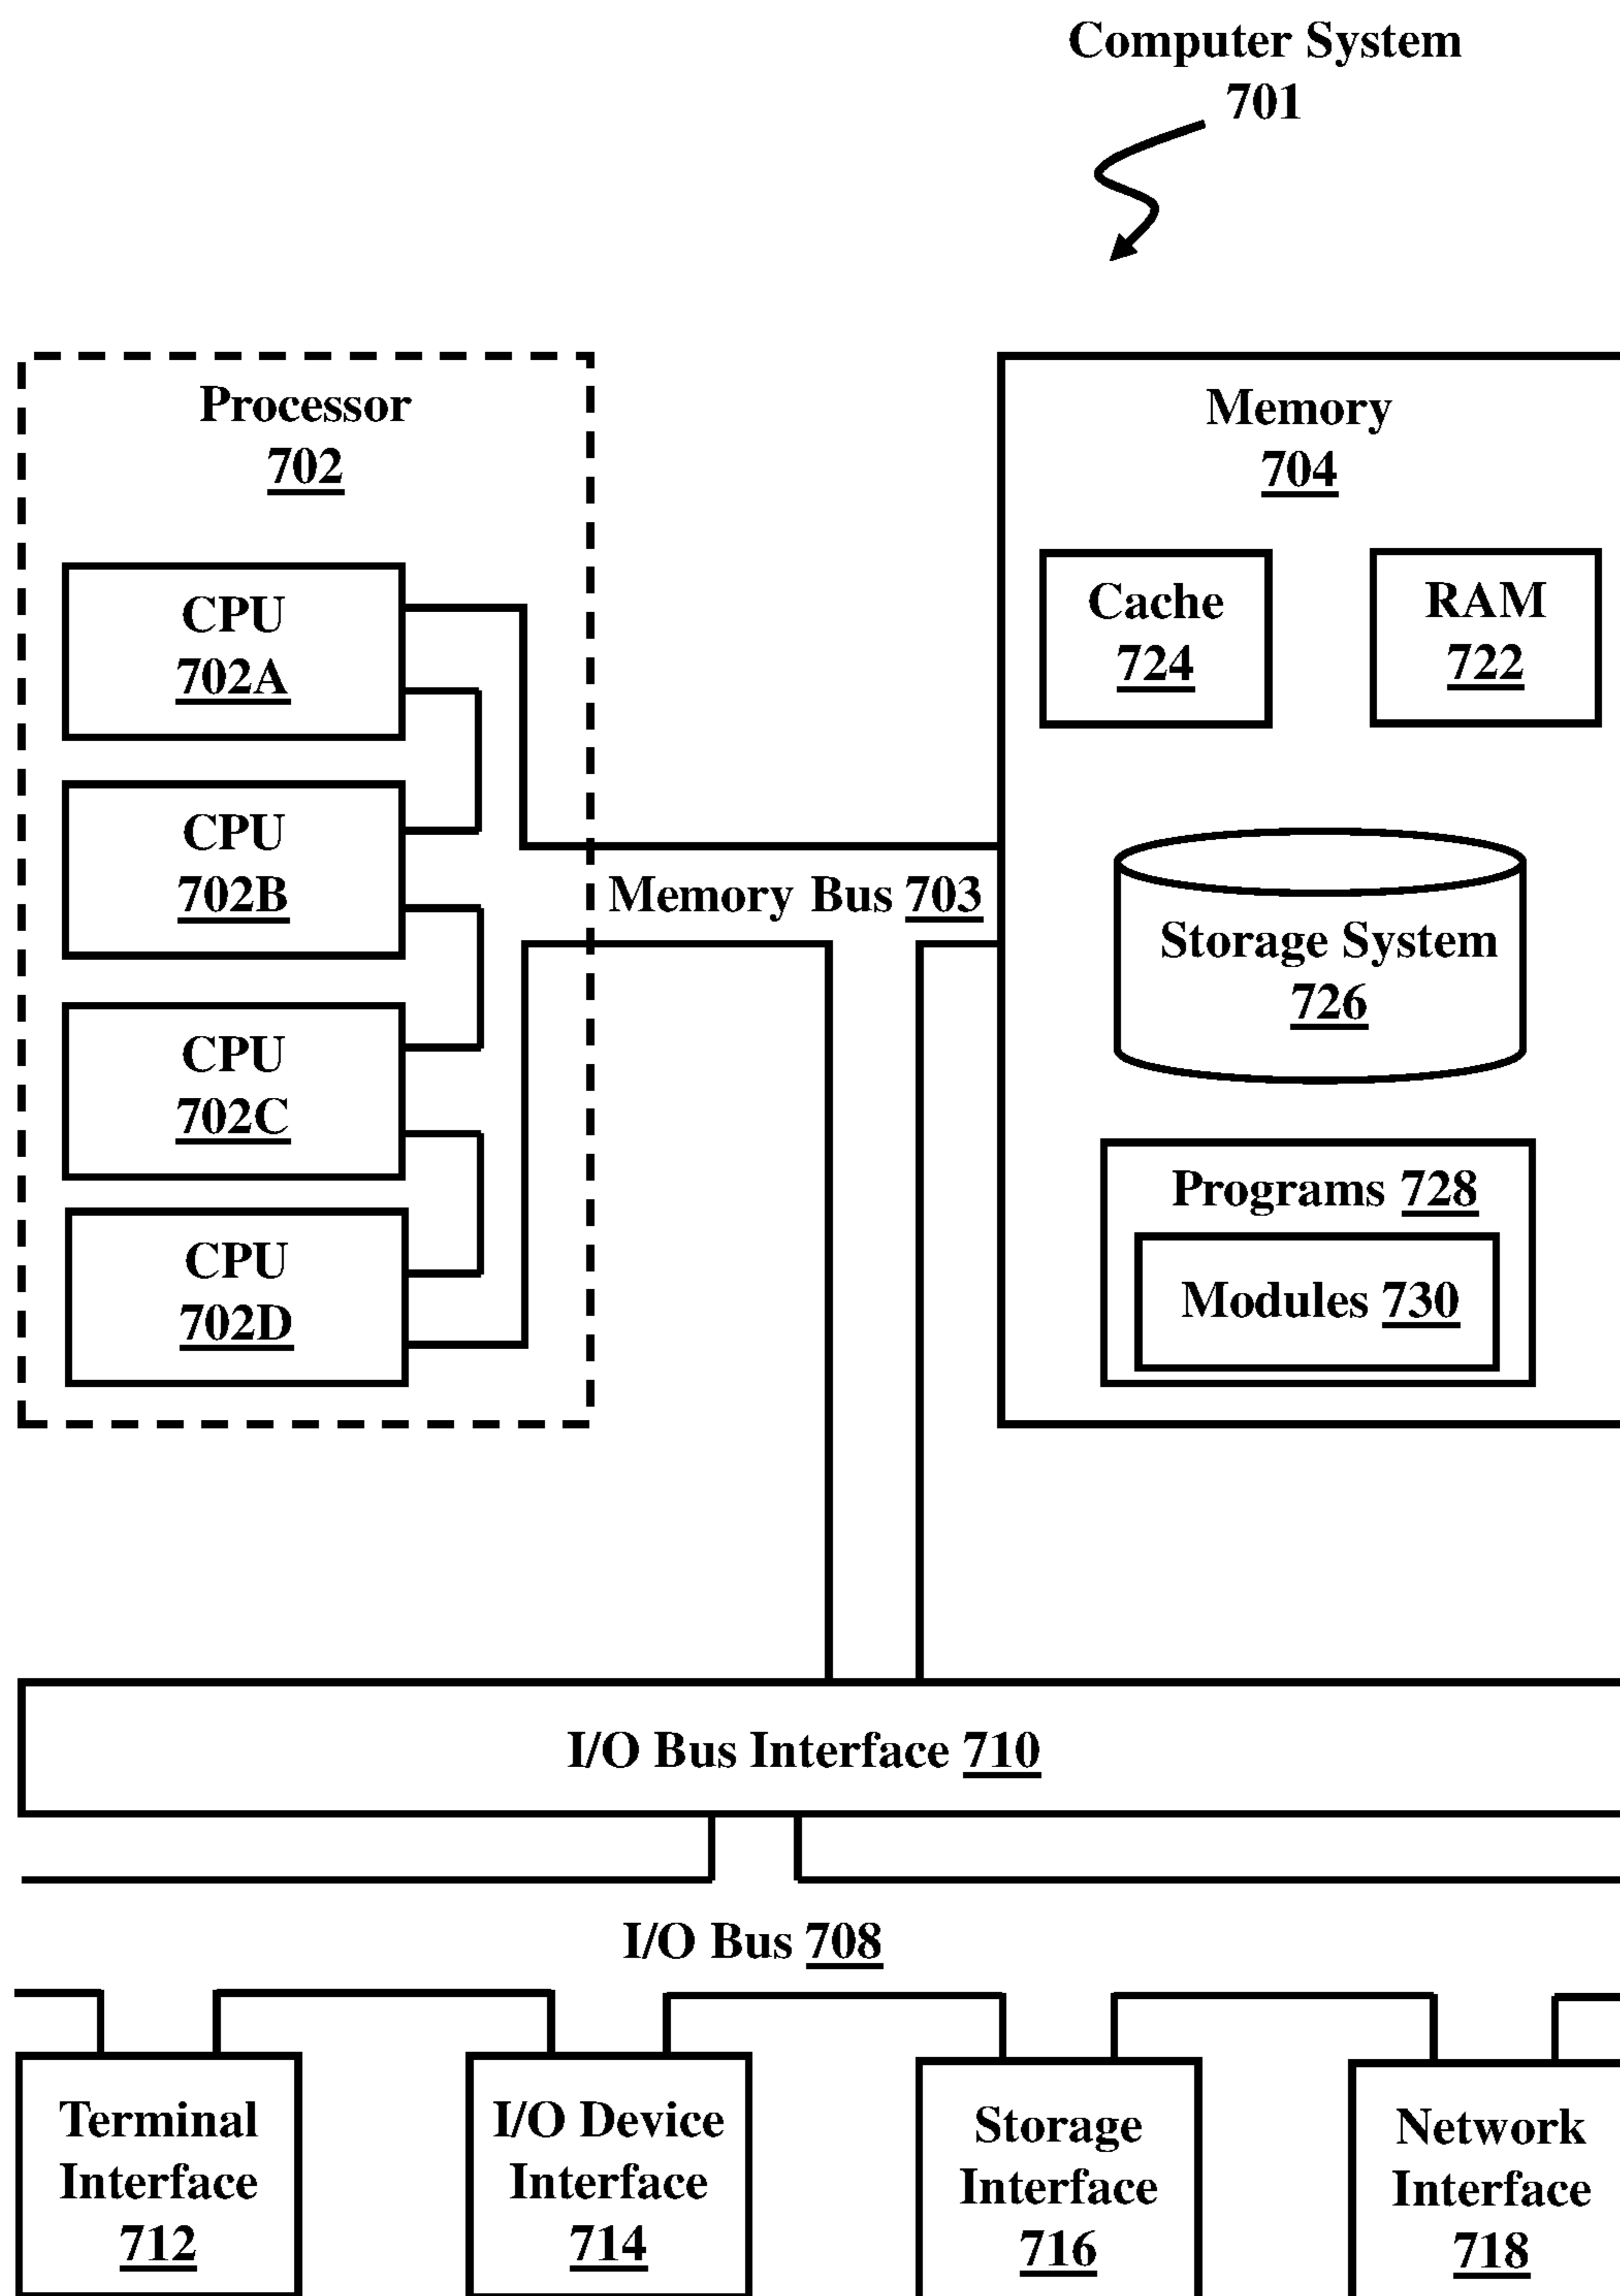 Computer System
701
Processor
702
CPU
702A
CPU
702B
CPU
702C
CPU
702D
Memory Bus 703
Memory
704
Cache
724
RAM
722
Storage System
726
Programs 728
Modules 730
I/O Bus Interface 710
I/O Bus 708
Terminal
Interface
712
I/O Device
Interface
714
Storage
Interface
716
Network
Interface
718